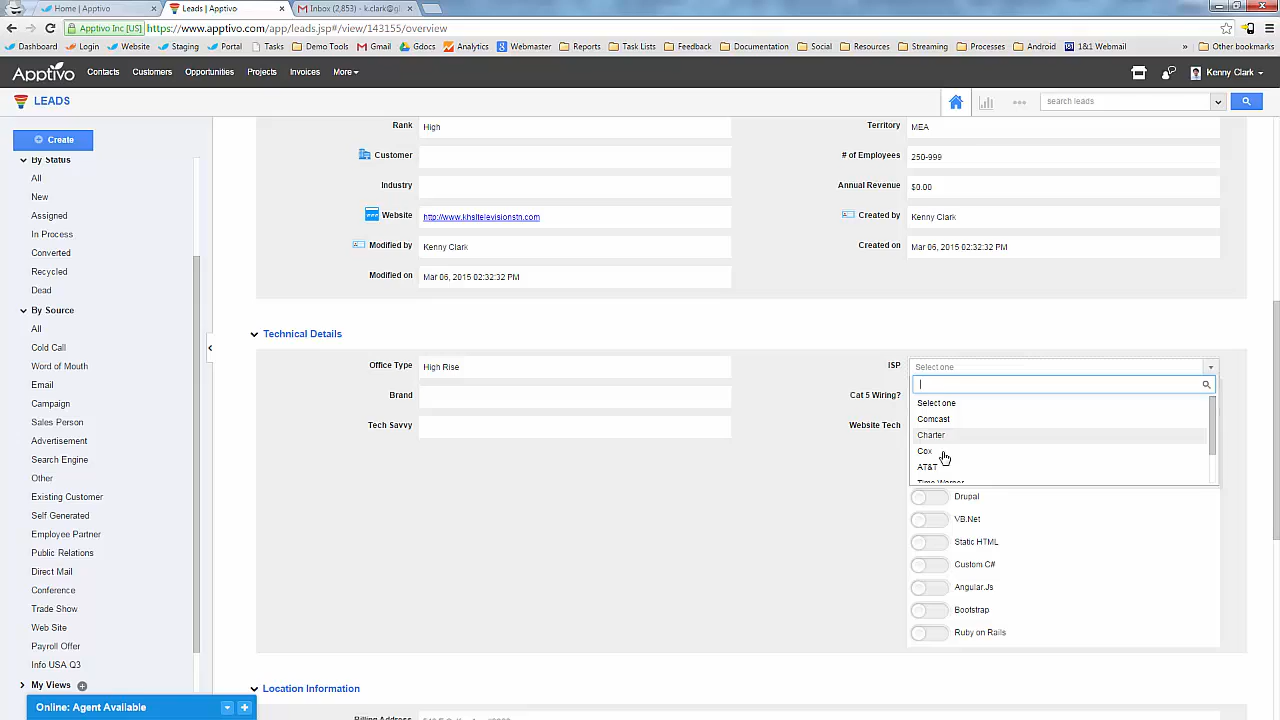 Home | Apptivo
Leads | Apptivo
Inbox (2,853) - k.clark@gl
Apptivo Inc [US]
https://www.apptivo.com/app/leads.jsp#/view/143155/overview
Dashboard
Login
Website
Staging
Portal
Tasks
Demo Tools
Gmail
Gdocs
Analytics
Webmaster
Reports
Task Lists
Feedback
Documentation
Social
Resources
Streaming
Processes
Android
1&1 Webmail
»
Other bookmarks
Apptivo
Contacts
Customers
Opportunities
Projects
Invoices
More
Kenny Clark
LEADS
search leads
Create
By Status
All
New
Assigned
In Process
Converted
Recycled
Dead
By Source
All
Cold Call
Word of Mouth
Email
Campaign
Sales Person
Advertisement
Search Engine
Other
Existing Customer
Self Generated
Employee Partner
Public Relations
Direct Mail
Conference
Trade Show
Web Site
Payroll Offer
Info USA Q3
My Views
Online: Agent Available
Rank
High
Territory
MEA
Customer
# of Employees
250-999
Industry
Annual Revenue
$0.00
Website
http://www.khsltelevisionstn.com
Created by
Kenny Clark
Modified by
Kenny Clark
Created on
Mar 06, 2015 02:32:32 PM
Modified on
Mar 06, 2015 02:32:32 PM
Technical Details
Office Type
High Rise
ISP
Select one
Brand
Cat 5 Wiring?
Tech Savvy
Website Tech
Select one
Comcast
Charter
Cox
AT&T
Time Warner
Drupal
VB.Net
Static HTML
Custom C#
Angular.Js
Bootstrap
Ruby on Rails
Location Information
Billing Address